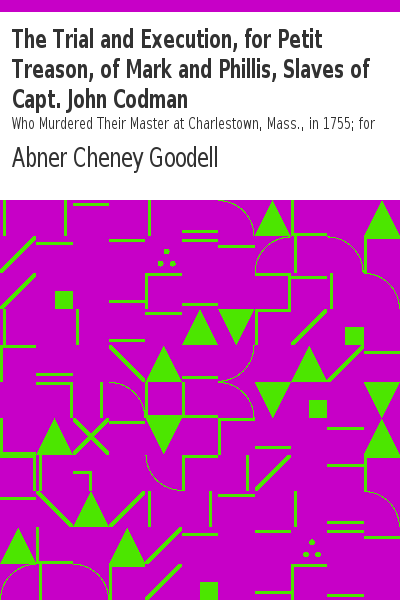 The Trial and Execution, for Petit
Treason, of Mark and Phillis, Slaves of
Capt. John Codman
Who Murdered Their Master at Charlestown, Mass., in 1755; for
Abner Cheney Goodell